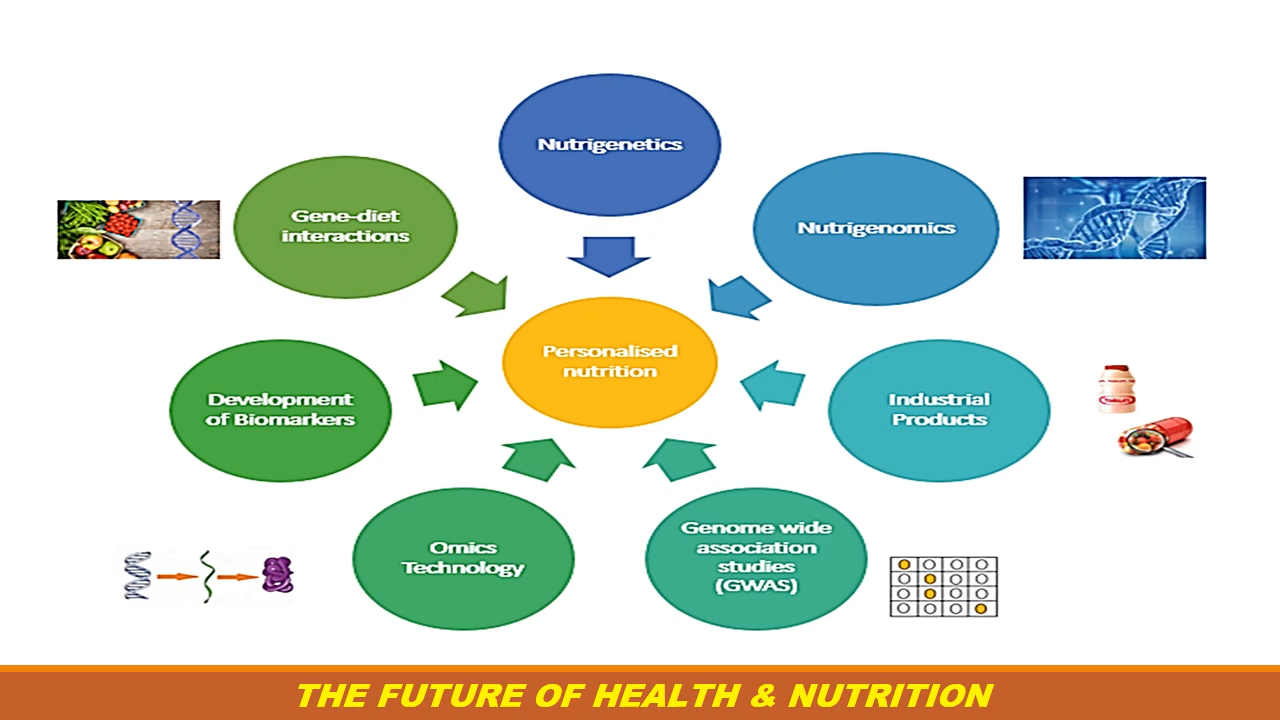 Nutrigenetics
Gene-diet
interactions
Nutrigenomics
Personalised
nutrition
Development
of Biomarkers
Industrial
Products
Omics
Technology
Genome wide
association
studies
(GWAS)
THE FUTURE OF HEALTH & NUTRITION